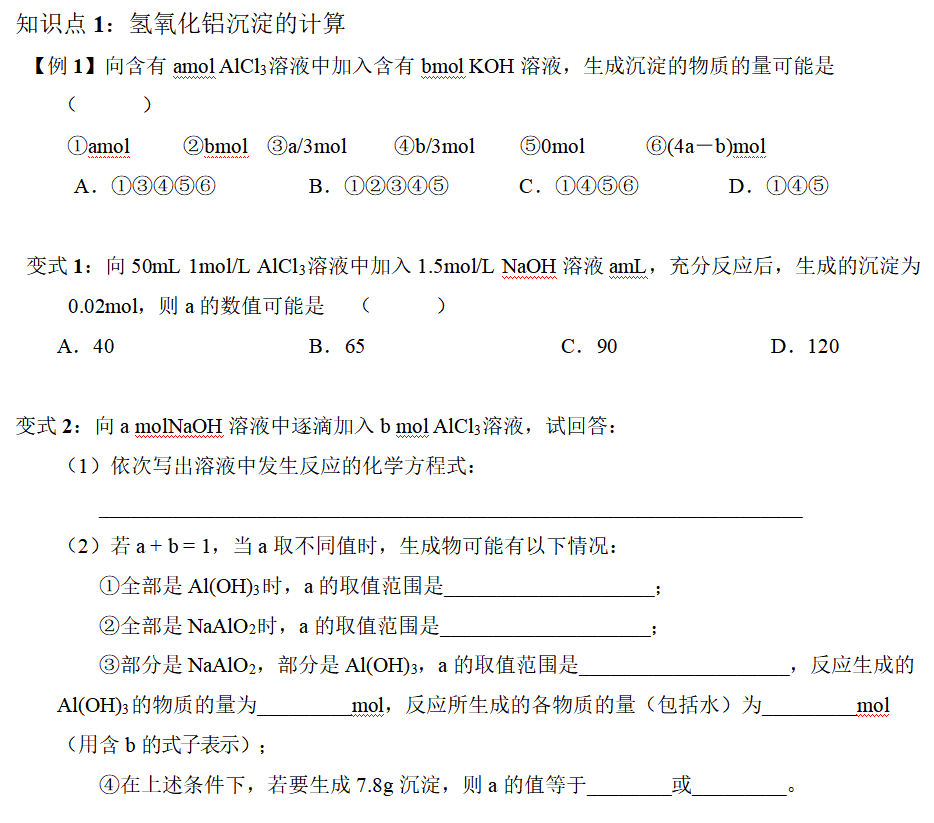 知识点 1：氢氧化铝沉淀的计算
【例 1】向含有 amol AlCl₃溶液中加入含有 bmol KOH 溶液，生成沉淀的物质的量可能是
（　　　）
①amol　②bmol　③a/3mol　④b/3mol　⑤0mol　⑥(4a－b)mol
A．①③④⑤⑥　B．①②③④⑤　C．①④⑤⑥　D．①④⑤
变式 1：向 50mL 1mol/L AlCl₃溶液中加入 1.5mol/L NaOH 溶液 amL，充分反应后，生成的沉淀为
0.02mol，则 a 的数值可能是　（　　　）
A．40　B．65　C．90　D．120
变式 2：向 a molNaOH 溶液中逐滴加入 b mol AlCl₃溶液，试回答：
（1）依次写出溶液中发生反应的化学方程式：
（2）若 a + b = 1，当 a 取不同值时，生成物可能有以下情况：
①全部是 Al(OH)₃时，a 的取值范围是____________________；
②全部是 NaAlO₂时，a 的取值范围是____________________；
③部分是 NaAlO₂，部分是 Al(OH)₃，a 的取值范围是____________________，反应生成的
Al(OH)₃的物质的量为_________mol，反应所生成的各物质的量（包括水）为_________mol
（用含 b 的式子表示）；
④在上述条件下，若要生成 7.8g 沉淀，则 a 的值等于________或_________。